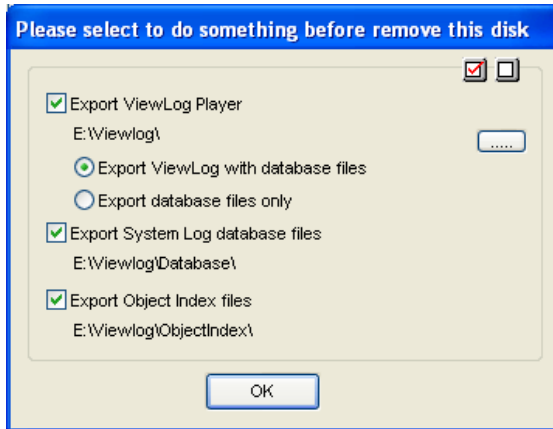 Please select to do something before remove this disk
Export ViewLog Player
E:\Viewlog\
.....
Export ViewLog with database files
Export database files only
Export System Log database files
E:\Viewlog\Database\
Export Object Index files
E:\Viewlog\ObjectIndex\
OK